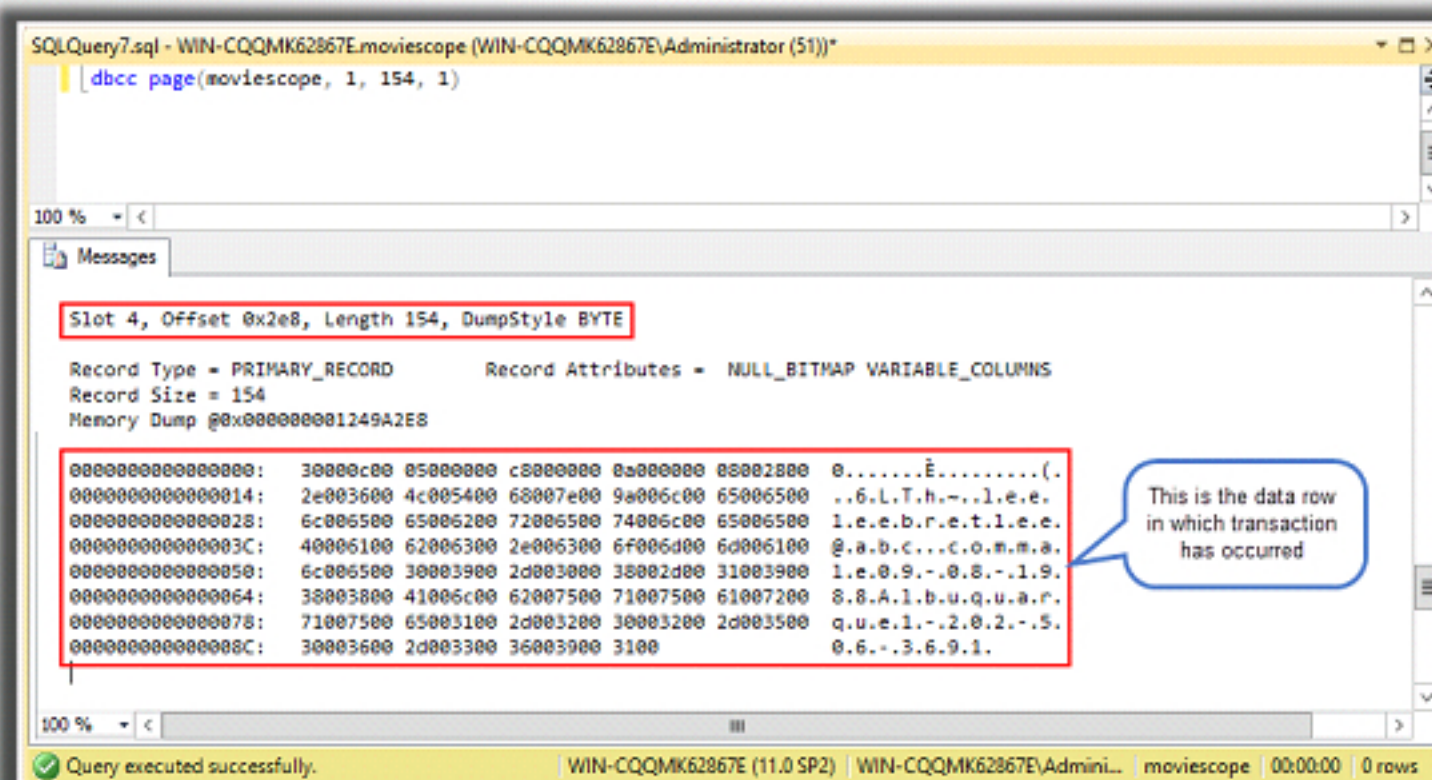 SQLQuery7.sql - WIN-CQQMK62867E.moviescope (WIN-CQQMK62867E\Administrator (51))*
dbcc page(moviescope, 1, 154, 1)
100 %
Messages
Slot 4, Offset 0x2e8, Length 154, DumpStyle BYTE
Record Type = PRIMARY_RECORD Record Attributes = NULL_BITMAP VARIABLE_COLUMNS
Record Size = 154
Memory Dump @0x000000001249A2E8
0000000000000000: 30000c00 05000000 c8000000 0a000000 08002800 0.......È.........(.
0000000000000014: 2e003600 4c005400 68007e00 9a006c00 65006500 ..6.L.T.h.~..l.e.e.
0000000000000028: 6c006500 65006200 72006500 74006c00 65006500 l.e.e.b.r.e.t.l.e.e.
000000000000003C: 40006100 62006300 2e006300 6f006d00 6d006100 @.a.b.c...c.o.m.m.a.
0000000000000050: 6c006500 30003900 2d003000 38002d00 31003900 l.e.0.9.-.0.8.-.1.9.
0000000000000064: 38003800 41006c00 62007500 71007500 61007200 8.8.A.l.b.u.q.u.a.r.
0000000000000078: 71007500 65003100 2d003200 30003200 2d003500 q.u.e.1.-.2.0.2.-.5.
000000000000008C: 30003600 2d003300 36003900 3100 0.6.-.3.6.9.1.
This is the data row
in which transaction
has occurred
100 %
Query executed successfully. WIN-CQQMK62867E (11.0 SP2) WIN-CQQMK62867E\Admini... moviescope 00:00:00 0 rows